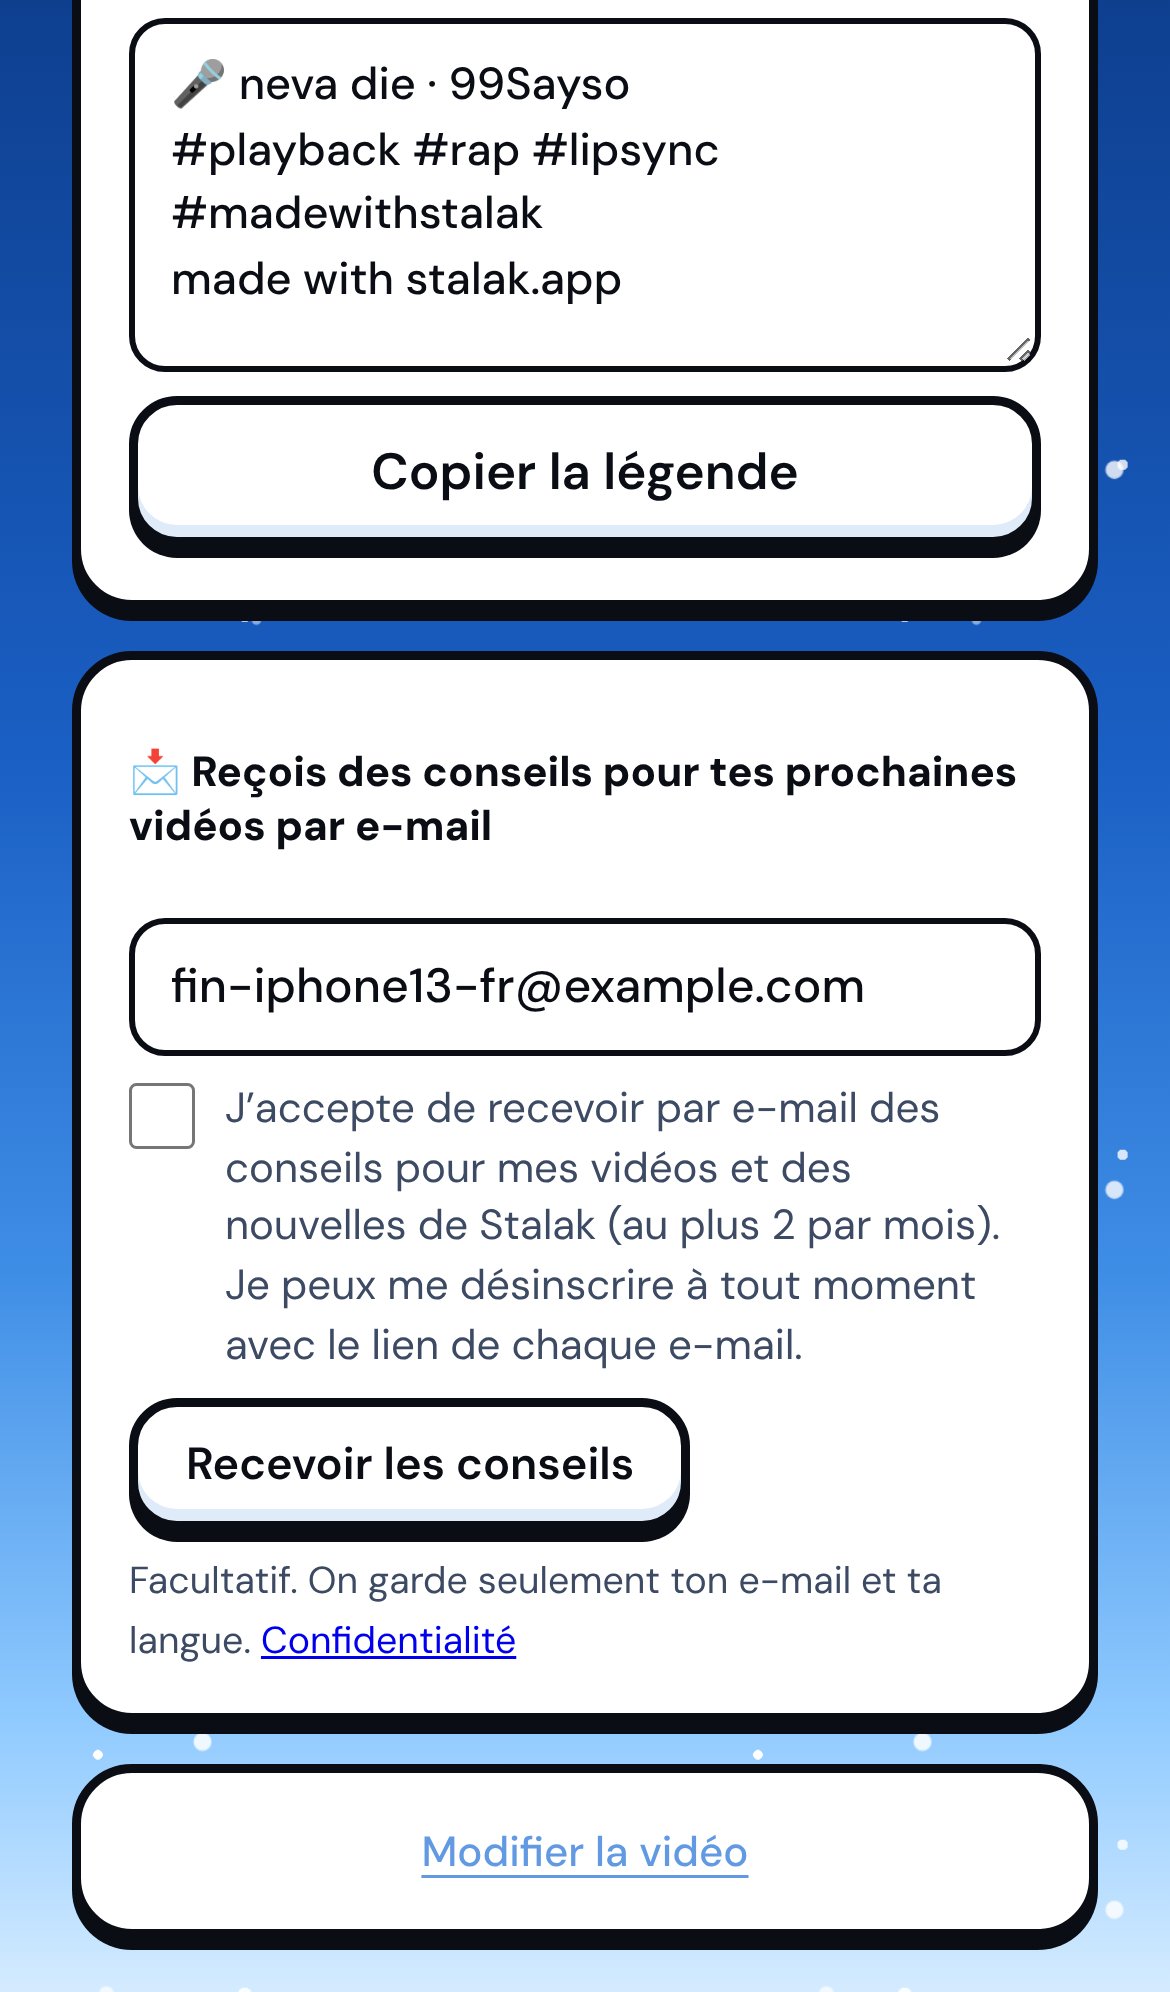 🎤 neva die · 99Sayso
#playback #rap #lipsync
#madewithstalak
made with stalak.app
Copier la légende
📩 Reçois des conseils pour tes prochaines
vidéos par e-mail
fin-iphone13-fr@example.com
J’accepte de recevoir par e-mail des
conseils pour mes vidéos et des
nouvelles de Stalak (au plus 2 par mois).
Je peux me désinscrire à tout moment
avec le lien de chaque e-mail.
Recevoir les conseils
Facultatif. On garde seulement ton e-mail et ta
langue. Confidentialité
Modifier la vidéo